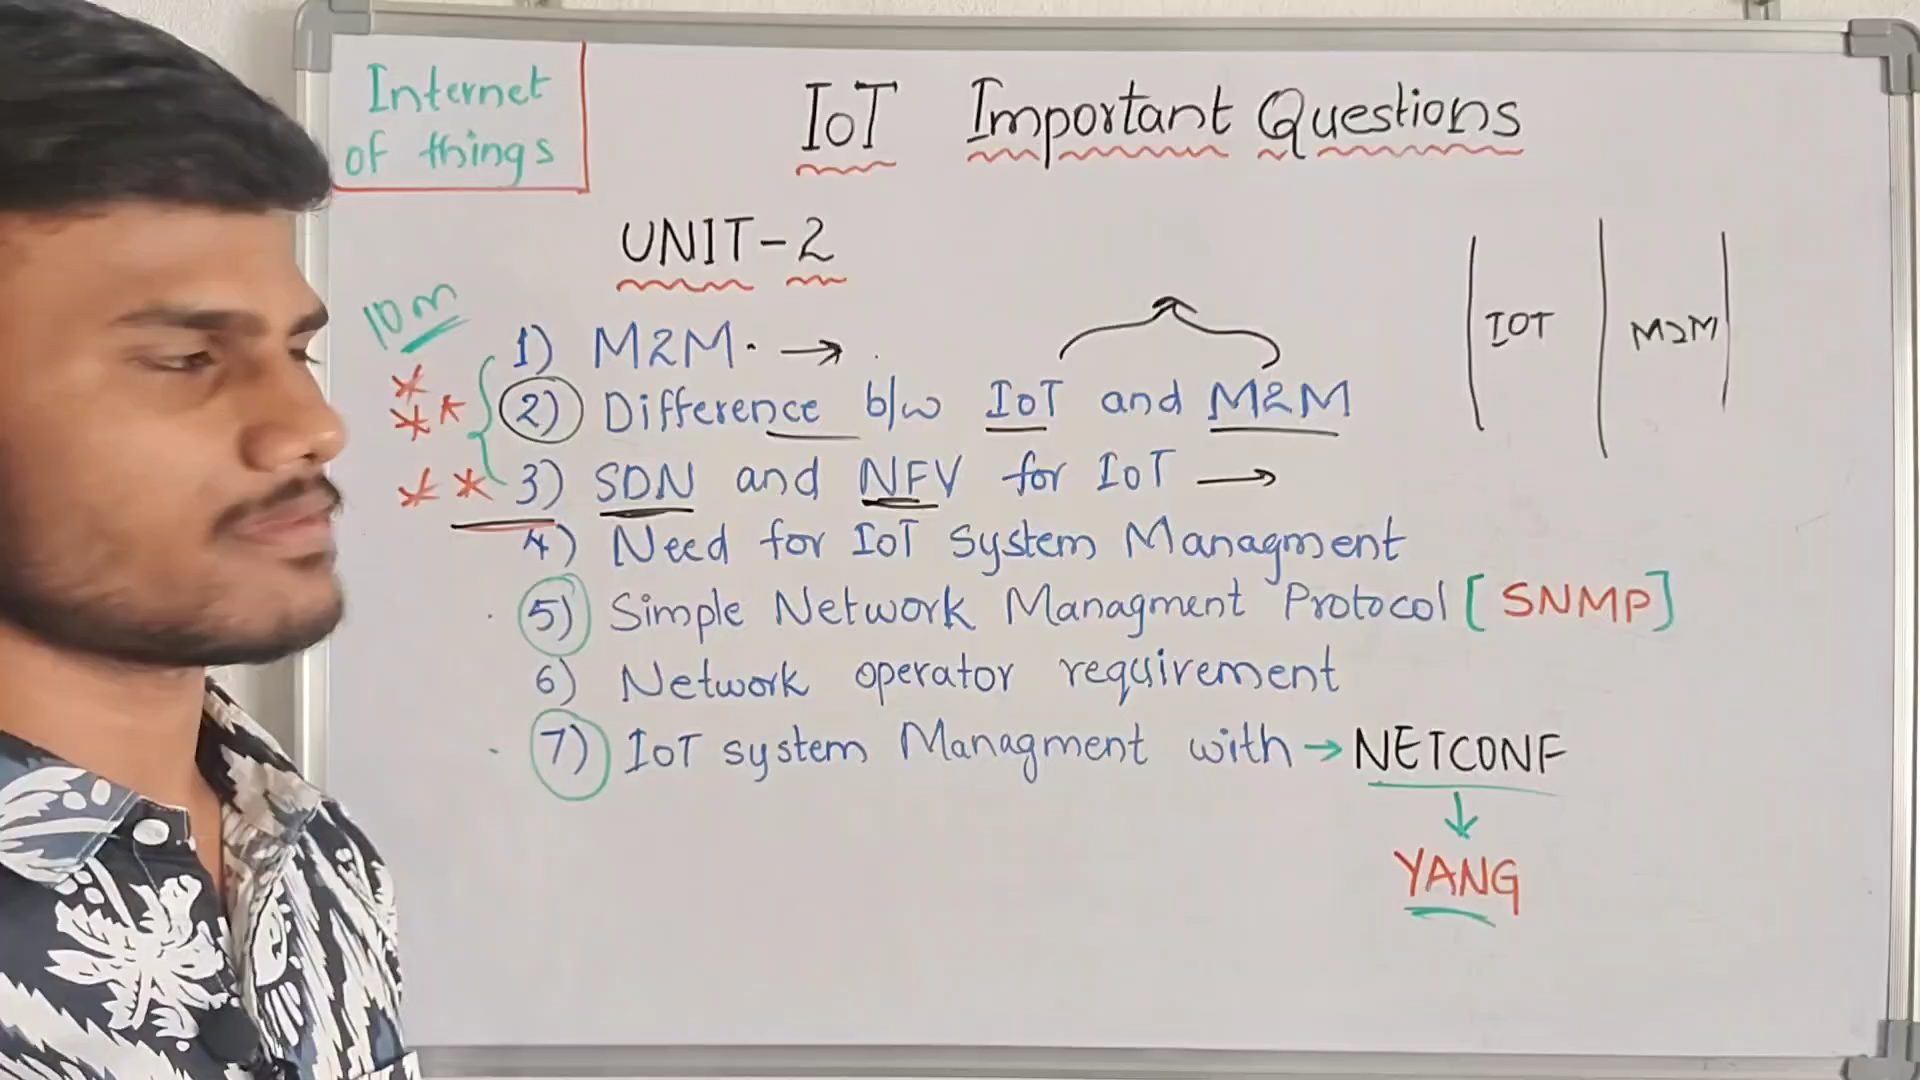 Internet
of things
IoT Important Questions
UNIT-2
10m
1) M2M. →
2) Difference b/w IoT and M2M
3) SDN and NFV for IoT →
4) Need for IoT System Managment
5) Simple Network Managment Protocol [SNMP]
6) Network operator requirement
7) IoT system Managment with → NETCONF
YANG
IOT
M2M